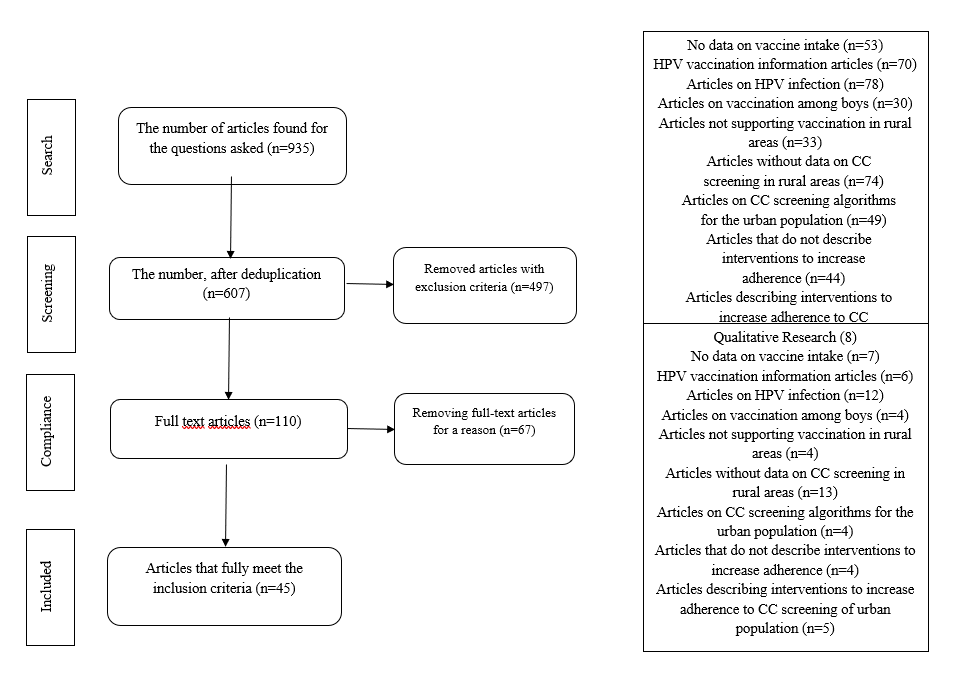 Search
The number of articles found for
the questions asked (n=935)
Screening
The number, after deduplication
(n=607)
Removed articles with
exclusion criteria (n=497)
Compliance
Full text articles (n=110)
Removing full-text articles
for a reason (n=67)
Included
Articles that fully meet the
inclusion criteria (n=45)
No data on vaccine intake (n=53)
HPV vaccination information articles (n=70)
Articles on HPV infection (n=78)
Articles on vaccination among boys (n=30)
Articles not supporting vaccination in rural
areas (n=33)
Articles without data on CC
screening in rural areas (n=74)
Articles on CC screening algorithms
for the urban population (n=49)
Articles that do not describe
interventions to increase
adherence (n=44)
Articles describing interventions to
increase adherence to CC
Qualitative Research (8)
No data on vaccine intake (n=7)
HPV vaccination information articles (n=6)
Articles on HPV infection (n=12)
Articles on vaccination among boys (n=4)
Articles not supporting vaccination in rural
areas (n=4)
Articles without data on CC screening in
rural areas (n=13)
Articles on CC screening algorithms for the
urban population (n=4)
Articles that do not describe interventions to
increase adherence (n=4)
Articles describing interventions to increase
adherence to CC screening of urban
population (n=5)